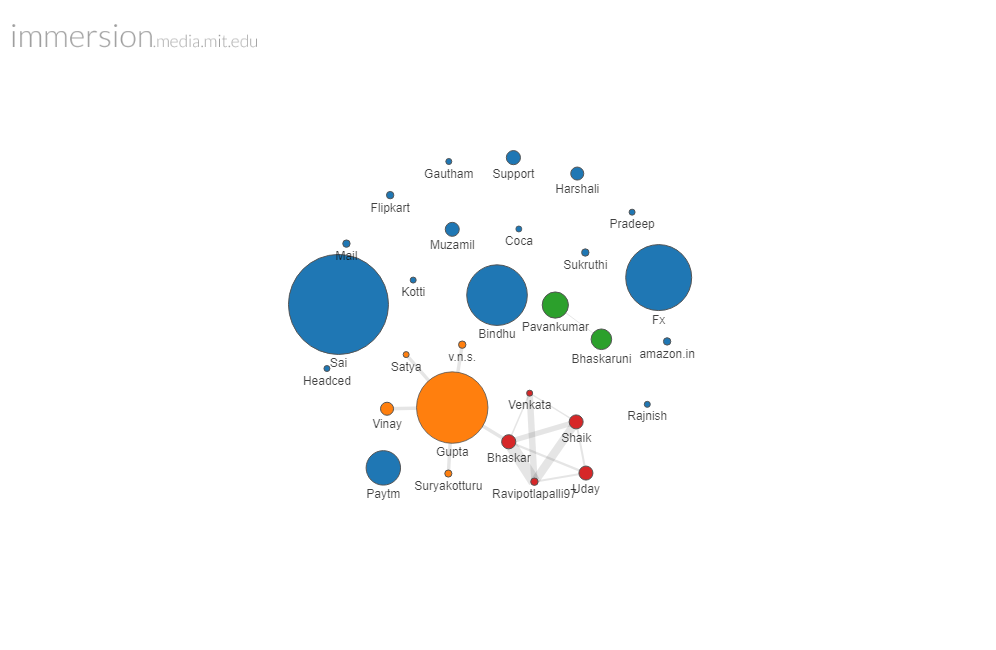 immersion.media.mit.edu
Gautham
Support
Harshali
Flipkart
Pradeep
Muzamil
Coca
Mail
Sukruthi
Kotti
Fx
Pavankumar
Bindhu
amazon.in
Bhaskaruni
v.n.s.
Sai
Satya
Headced
Venkata
Rajnish
Vinay
Shaik
Gupta
Bhaskar
Suryakotturu
Paytm
Ravipotlapalli97
Uday